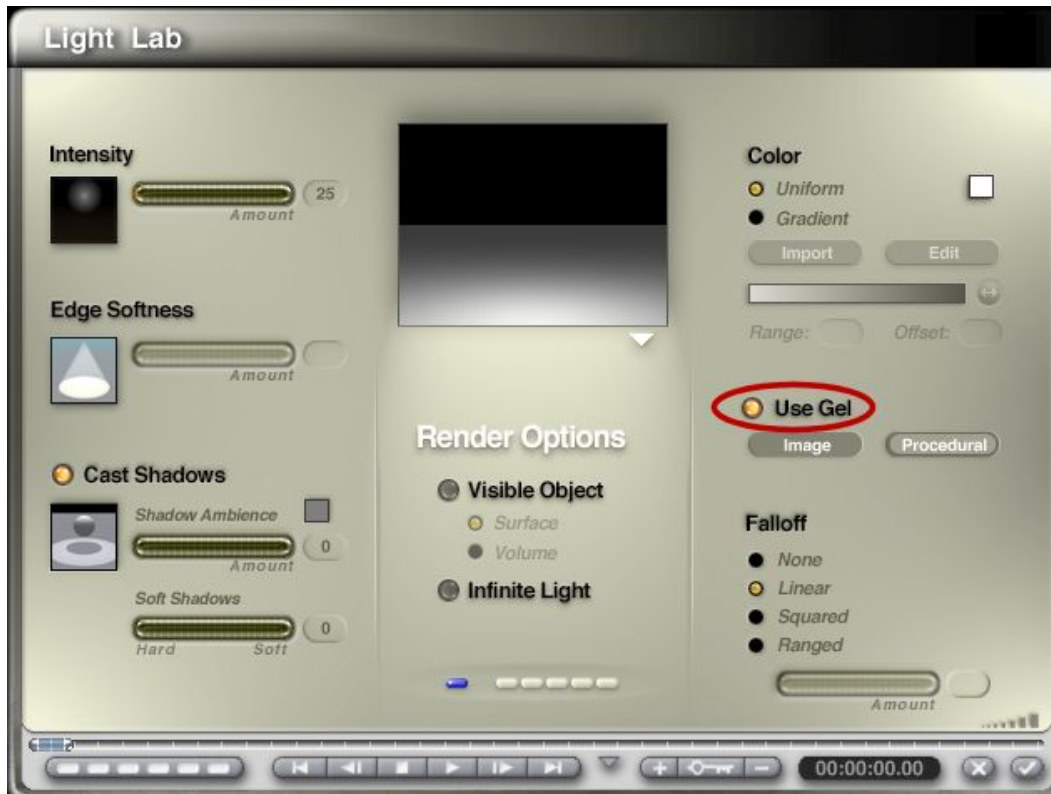 Light Lab
Intensity
25
Amount
Edge Softness
Amount
Cast Shadows
Shadow Ambience
0
Amount
Soft Shadows
0
Hard Soft
Render Options
Visible Object
Surface
Volume
Infinite Light
Color
Uniform
Gradient
Import Edit
Range: Offset:
Use Gel
Image Procedural
Falloff
None
Linear
Squared
Ranged
Amount
00:00:00.00